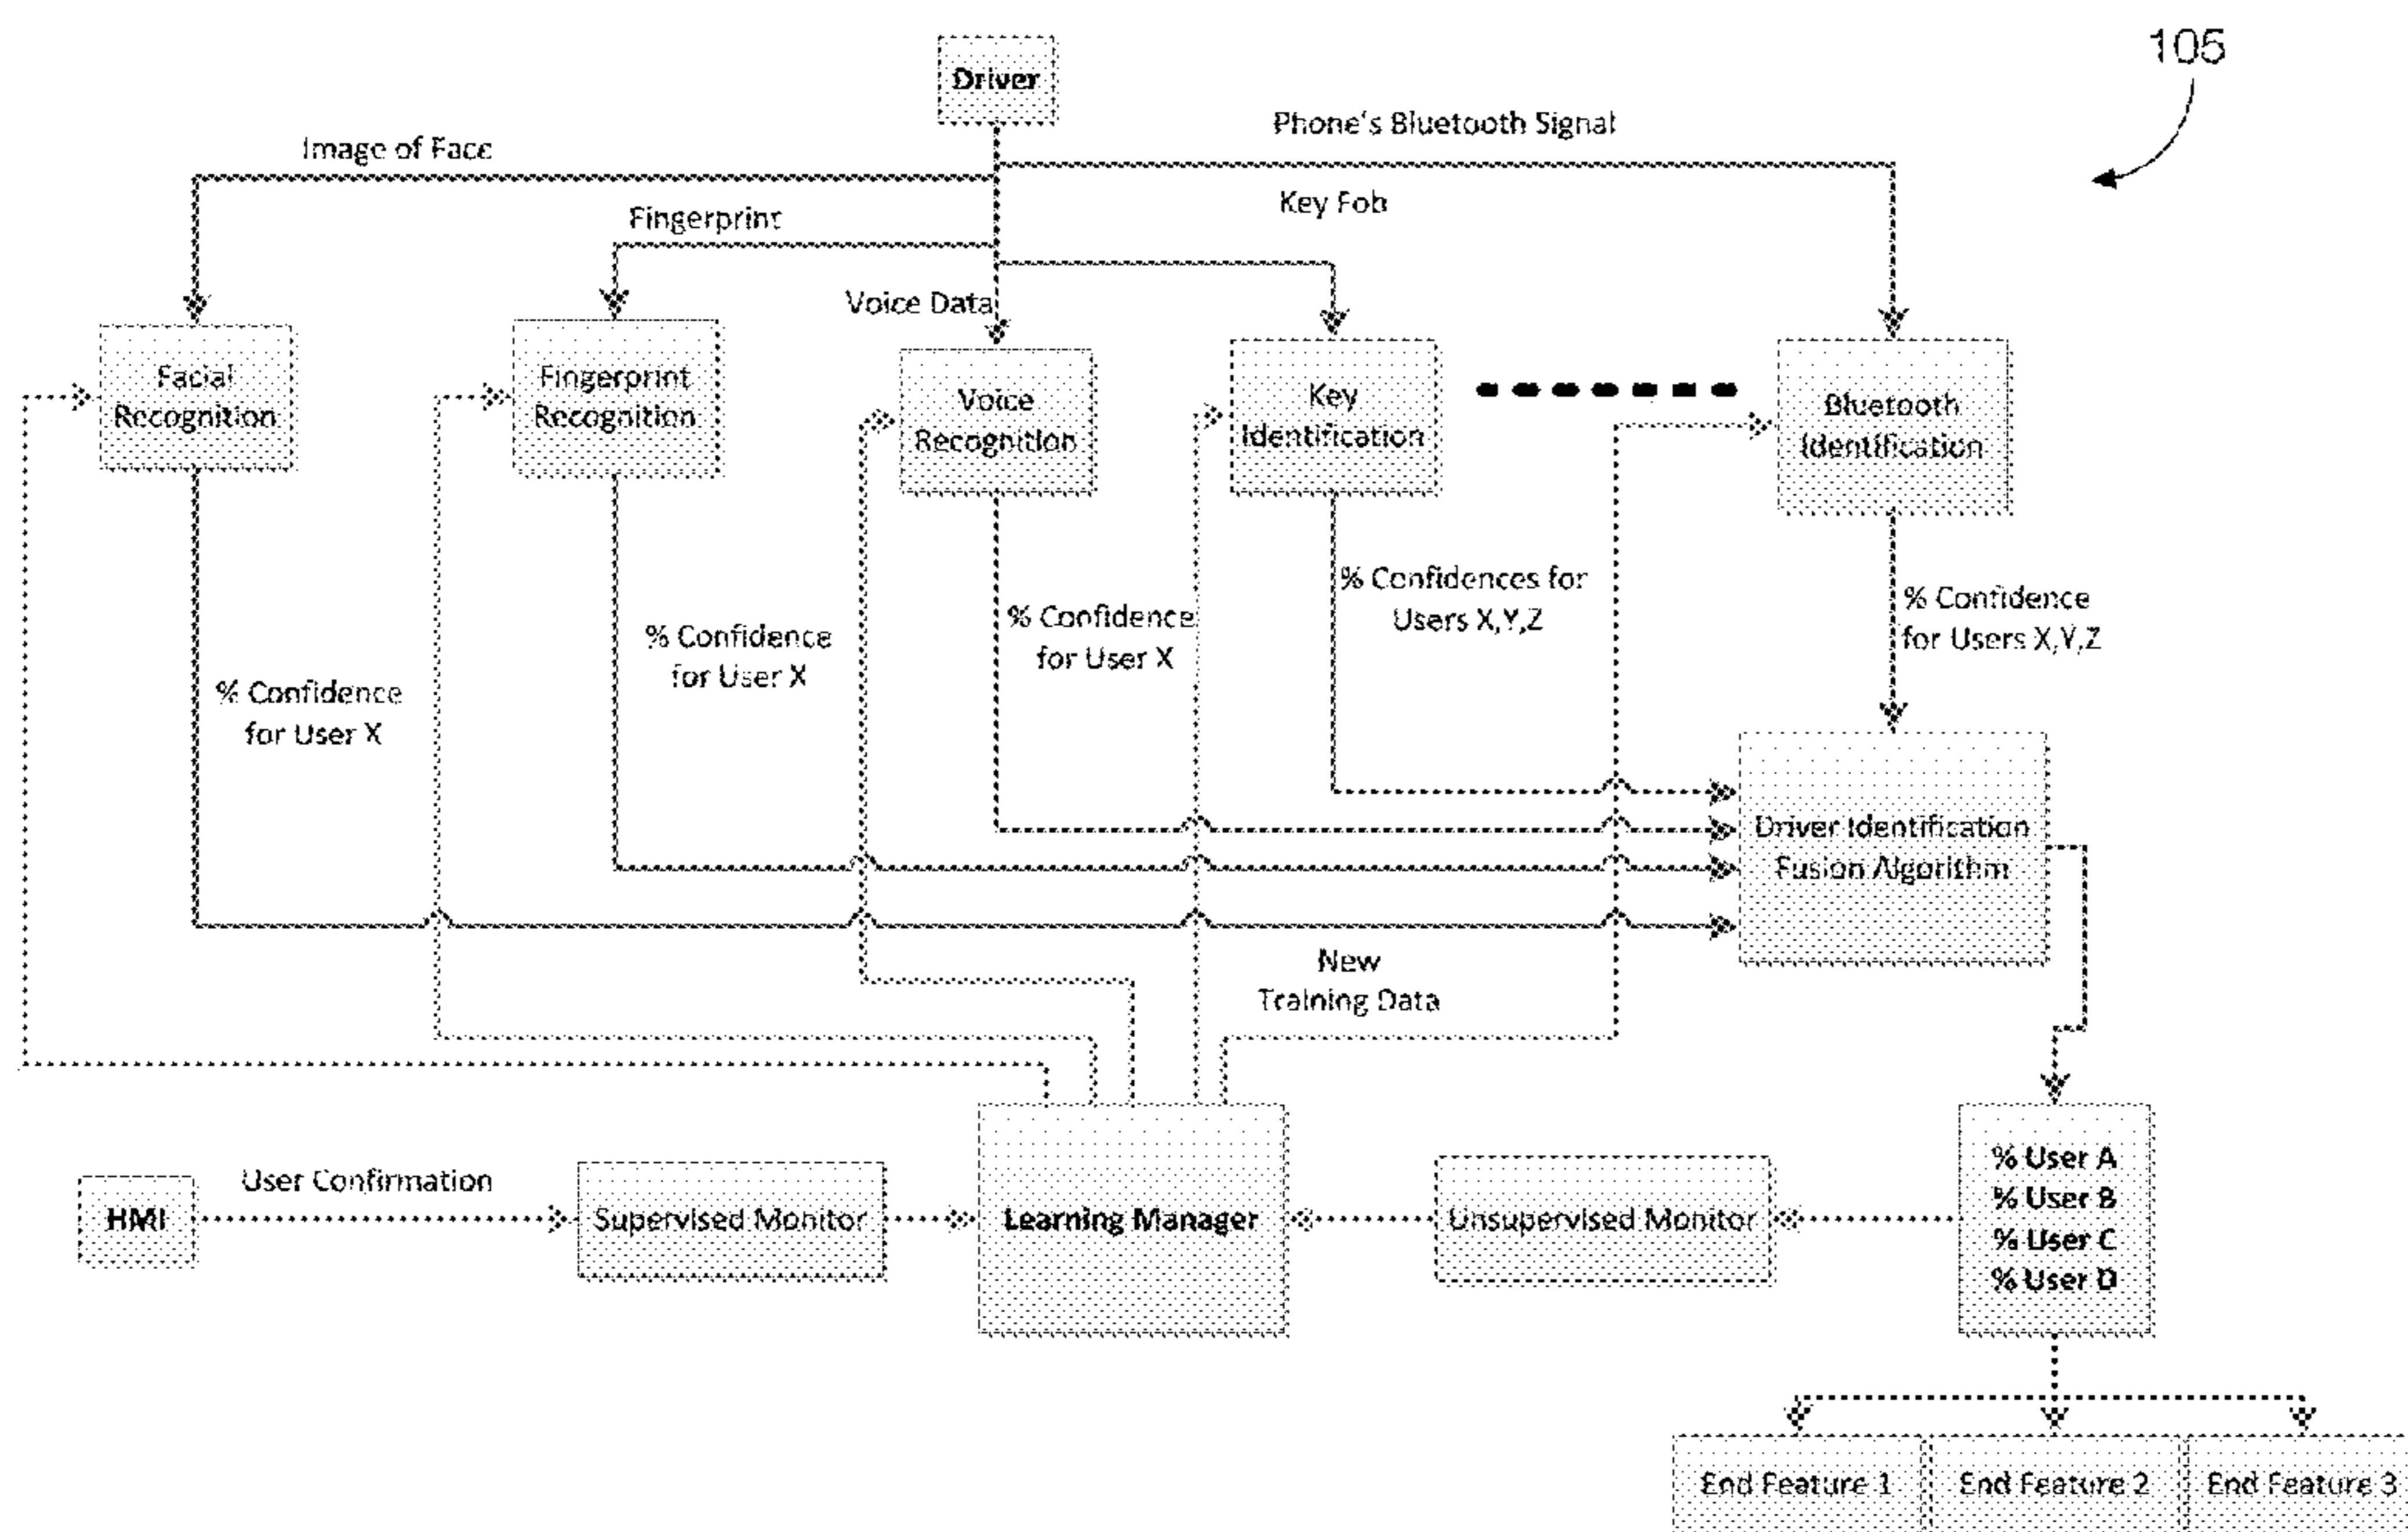 105
Driver
Phone's Bluetooth Signal
Image of Face
Key Fob
Fingerprint
Voice Data
Facial
Recognition
Fingerprint
Recognition
Voice
Recognition
Key
Identification
Bluetooth
Identification
% Confidence
for User X
% Confidence
for User X
% Confidence
for User X
% Confidences for
Users X,Y,Z
% Confidence
for Users X,Y,Z
Driver Identification
Fusion Algorithm
New
Training Data
HMI
User Confirmation
Supervised Monitor
Learning Manager
Unsupervised Monitor
% User A
% User B
% User C
% User D
End Feature 1
End Feature 2
End Feature 3